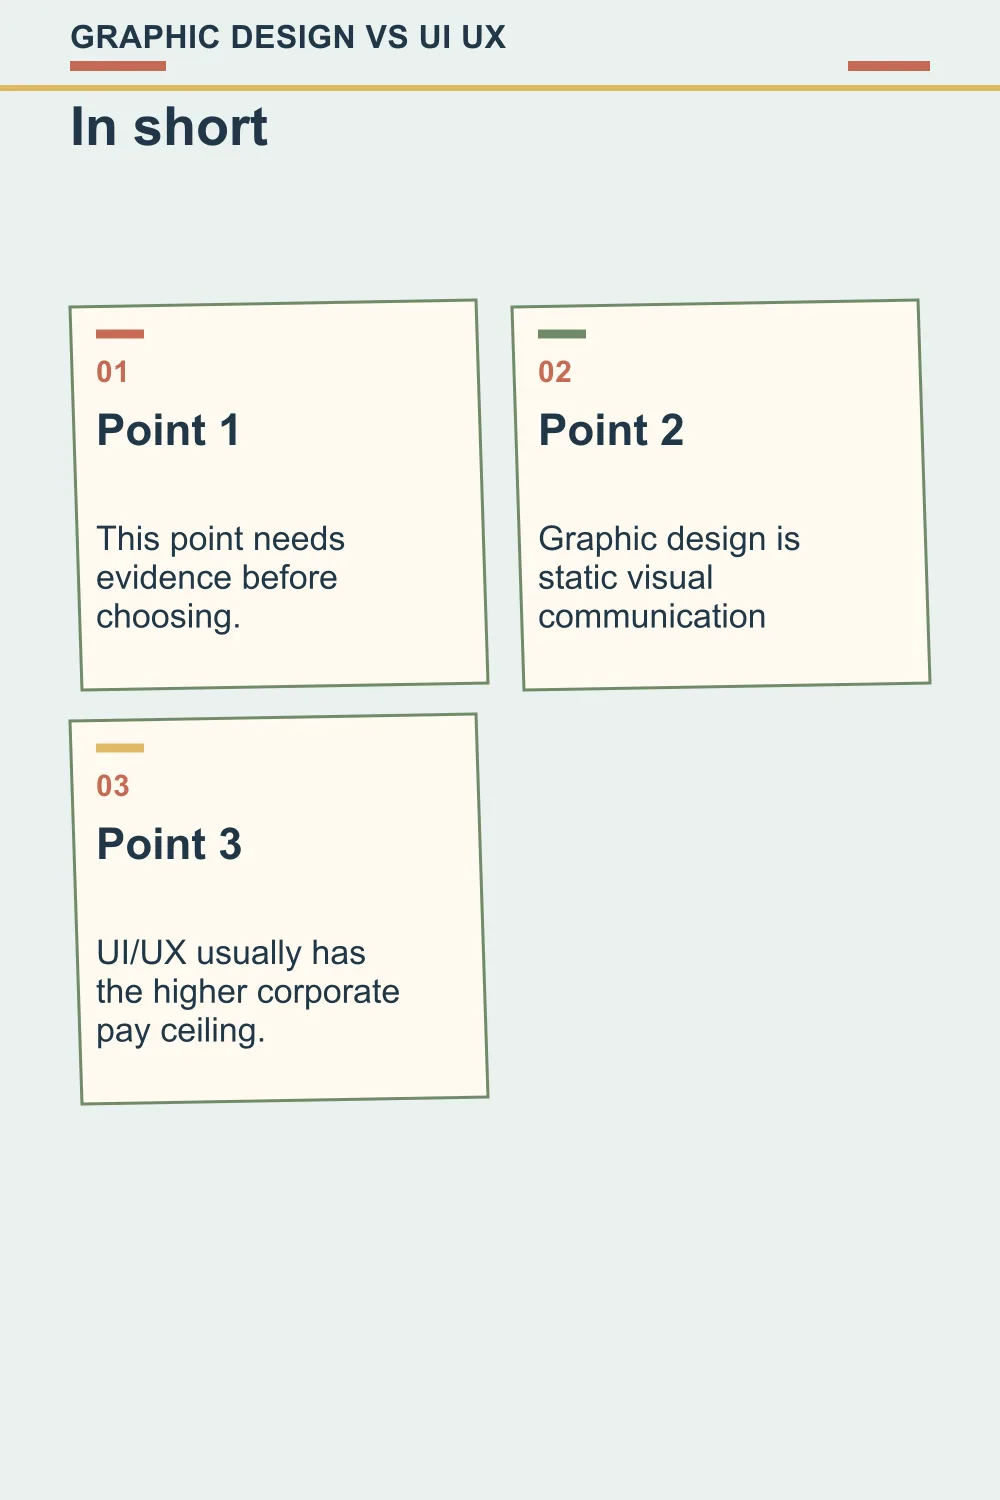 GRAPHIC DESIGN VS UI UX
In short
01
Point 1
This point needs
evidence before
choosing.
02
Point 2
Graphic design is
static visual
communication
03
Point 3
UI/UX usually has
the higher corporate
pay ceiling.